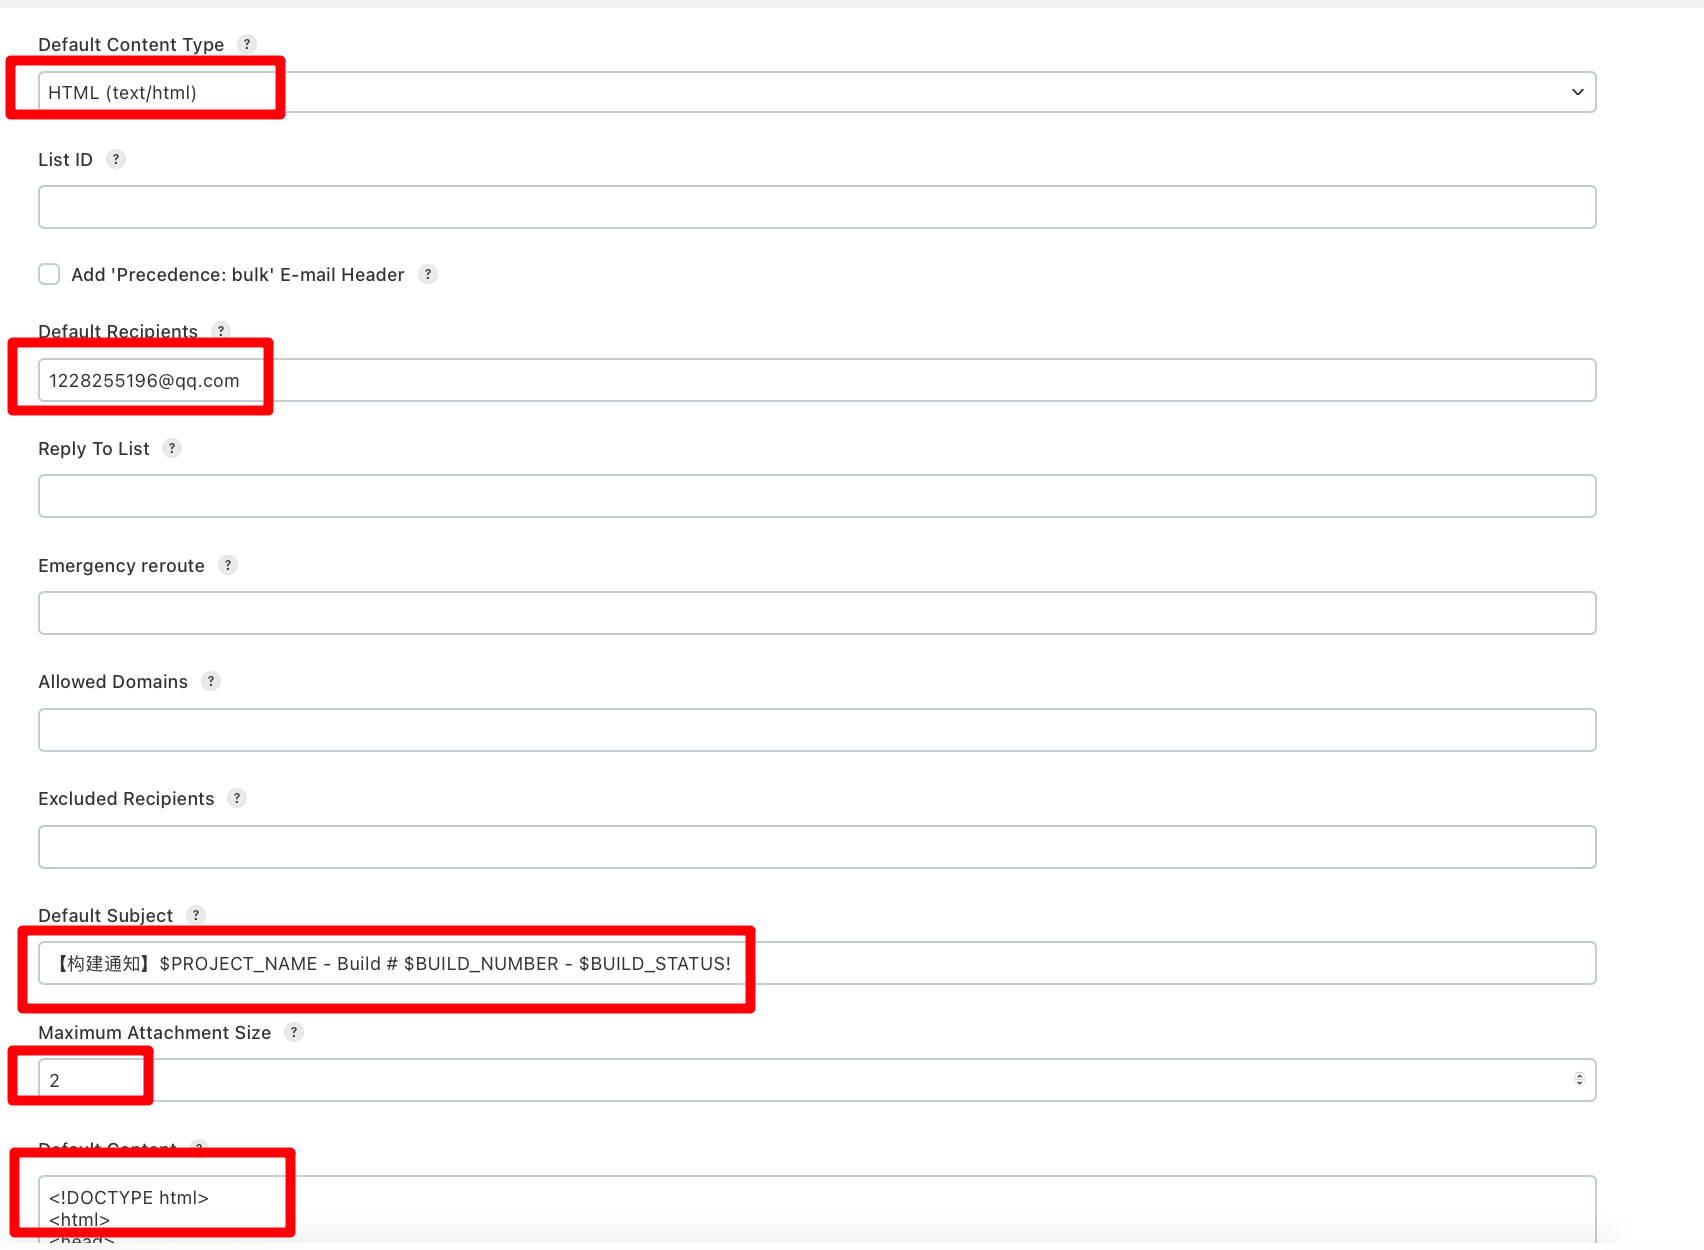 Default Content Type ?
HTML (text/html)
List ID ?
Add 'Precedence: bulk' E-mail Header ?
Default Recipients ?
1228255196@qq.com
Reply To List ?
Emergency reroute ?
Allowed Domains ?
Excluded Recipients ?
Default Subject ?
【构建通知】$PROJECT_NAME - Build # $BUILD_NUMBER - $BUILD_STATUS!
Maximum Attachment Size ?
2
Default Content ?
<!DOCTYPE html>
<html>
<head>